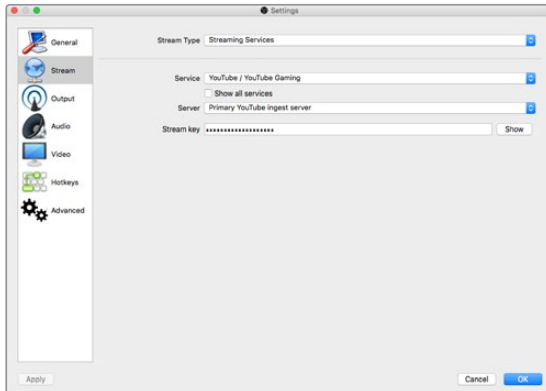 Settings
General
Stream
Output
Audio
Video
Hotkeys
Advanced
Stream Type Streaming Services
Service YouTube / YouTube Gaming
Show all services
Server Primary YouTube ingest server
Stream key •••••••••••••••••• Show
Apply Cancel OK